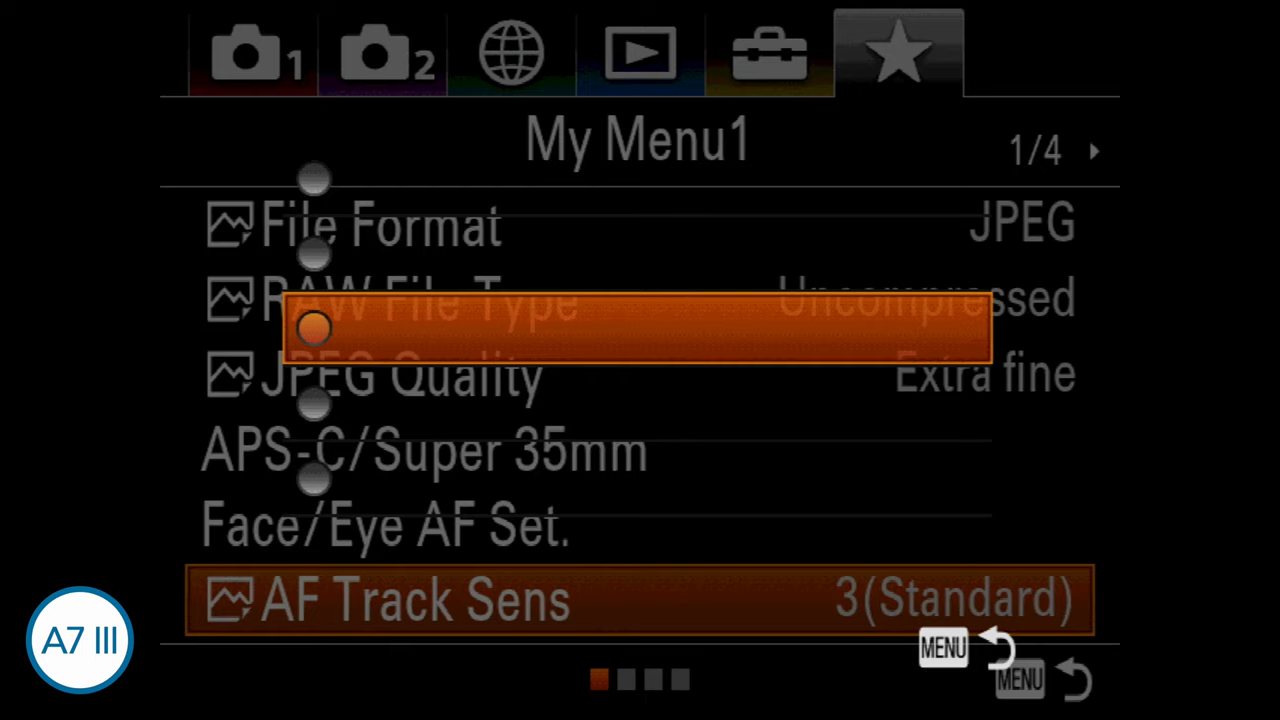 1
2
My Menu1
1/4
File Format JPEG
RAW File Type Uncompressed
JPEG Quality Extra fine
APS-C/Super 35mm
Face/Eye AF Set.
AF Track Sens 3(Standard)
A7 III
MENU
MENU